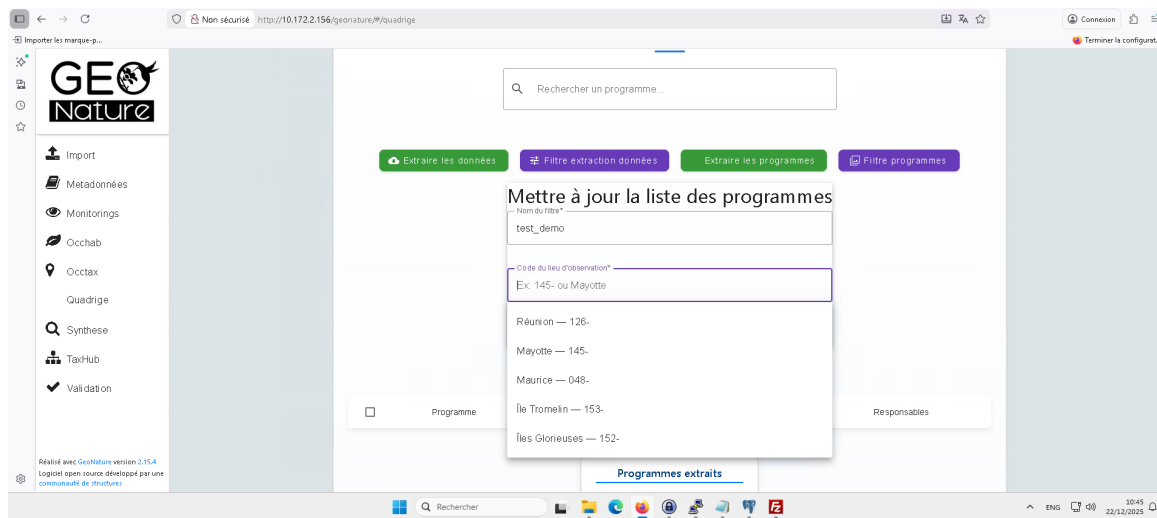 Non sécurisé http://10.172.2.156/geonature/#/quadrige
Connexion
Importer les marque-p...
Terminer la configurat.
GEO
Nature
Import
Metadonnées
Monitorings
Occhab
Occtax
Quadrige
Synthese
TaxHub
Validation
Réalisé avec GeoNature version 2.15.4
Logiciel open source développé par une
communauté de structures
Rechercher un programme...
Extraire les données
Filtre extraction données
Extraire les programmes
Filtre programmes
Mettre à jour la liste des programmes
Nom du filtre*
test_demo
Code du lieu d'observation*
Ex: 145- ou Mayotte
Réunion — 126-
Mayotte — 145-
Maurice — 048-
Île Tromelin — 153-
Îles Glorieuses — 152-
Programme
Responsables
Programmes extraits
Rechercher
ENG
10:45
22/12/2025